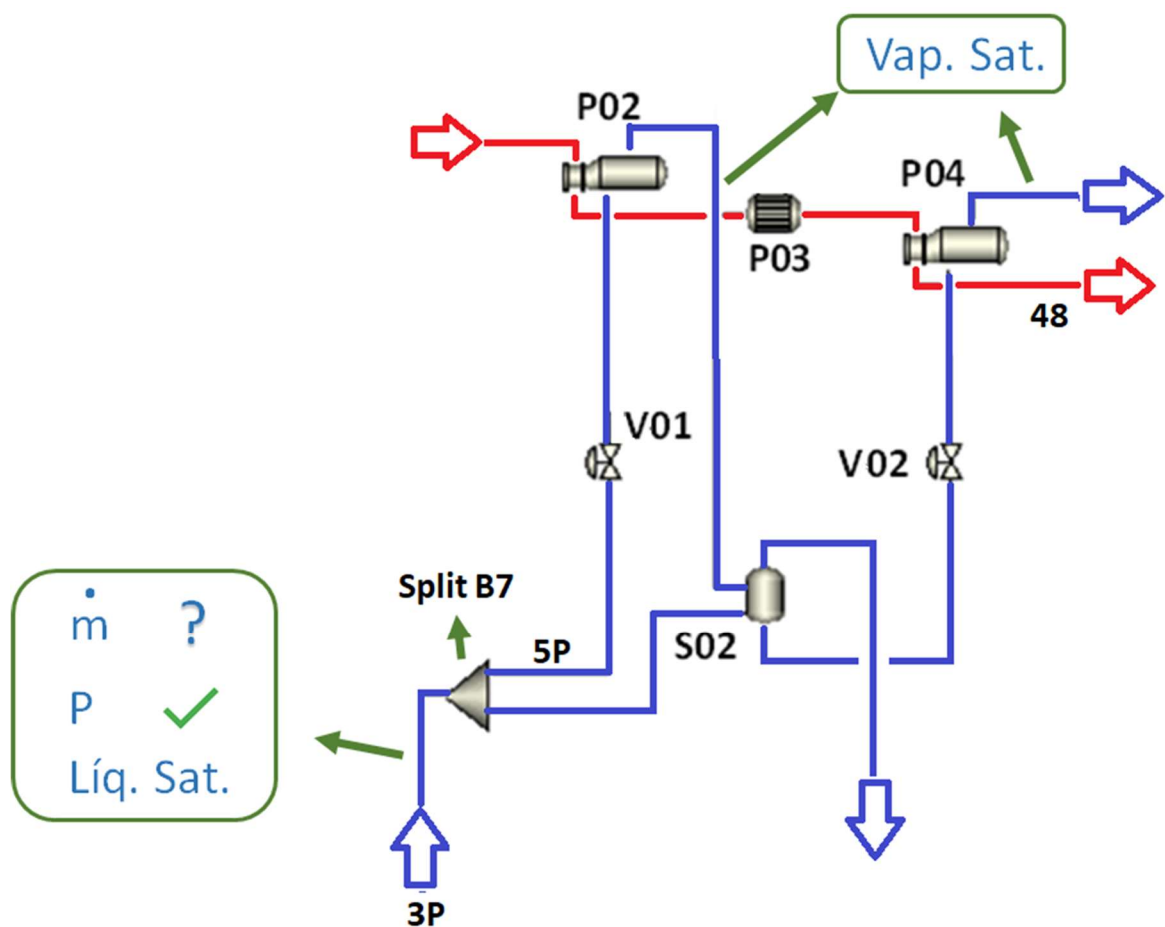 Vap. Sat.
P02
P04
P03
48
V01
V02
ṁ ?
P ✓
Líq. Sat.
Split B7
5P
S02
3P